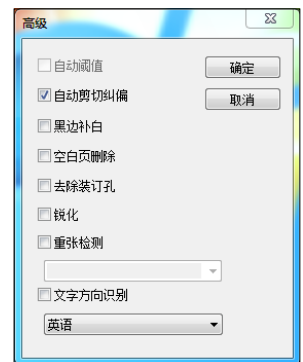 高级
自动阈值
确定
自动剪切纠偏
取消
黑边补白
空白页删除
去除装订孔
锐化
重张检测
文字方向识别
英语